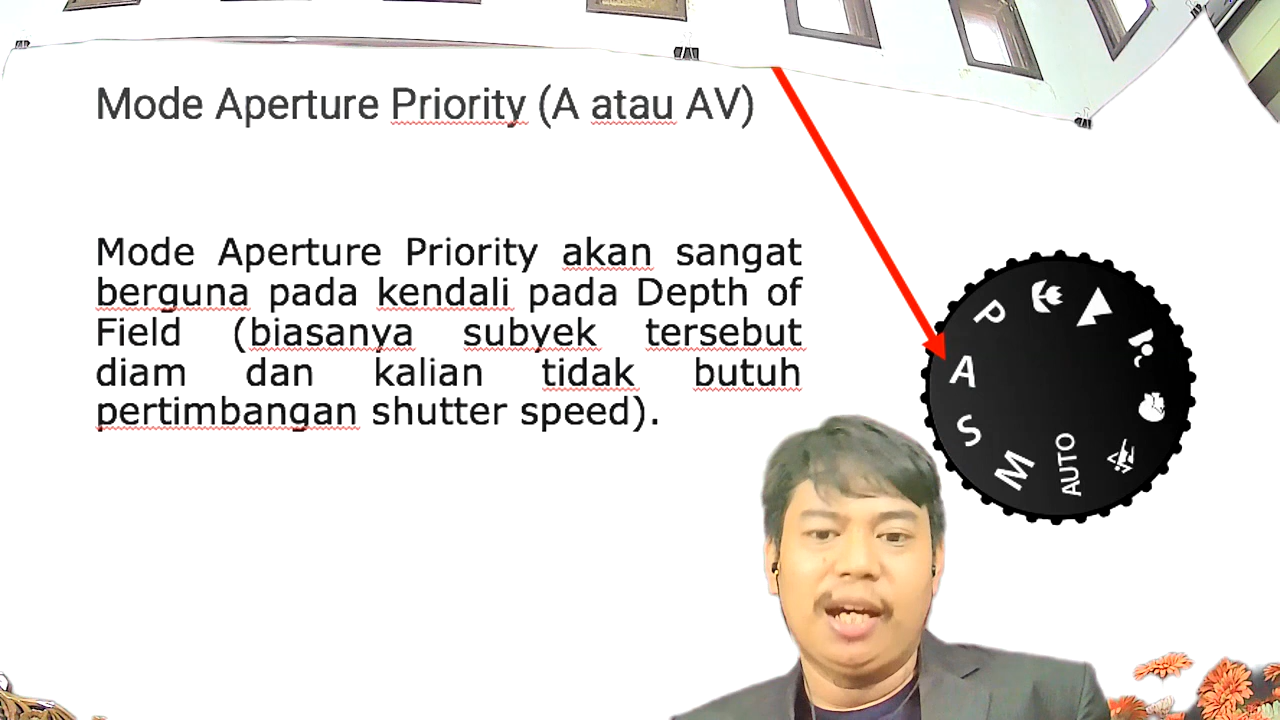 Mode Aperture Priority (A atau AV)
Mode Aperture Priority akan sangat
berguna pada kendali pada Depth of
Field (biasanya subyek tersebut
diam dan kalian tidak butuh
pertimbangan shutter speed).
P
A
S
M
AUTO